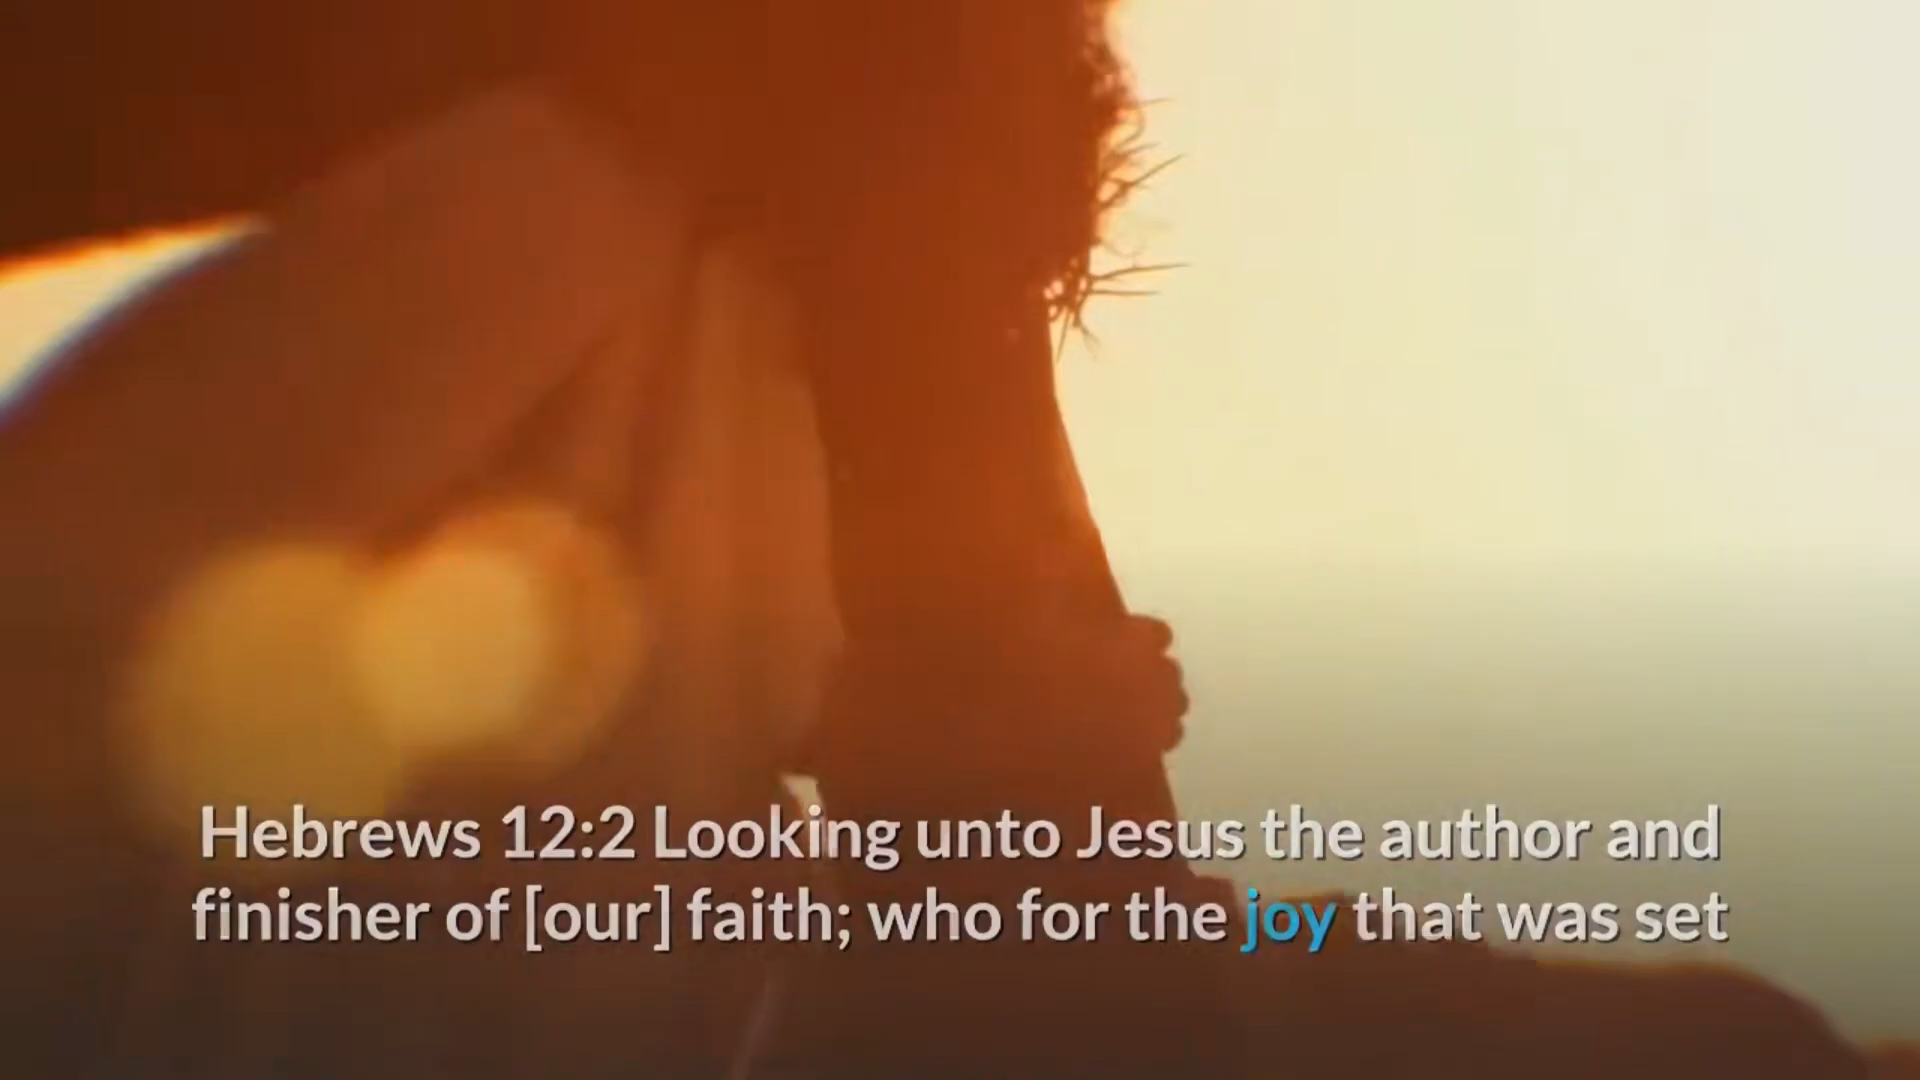 Hebrews 12:2 Looking unto Jesus the author and
finisher of [our] faith; who for the joy that was set